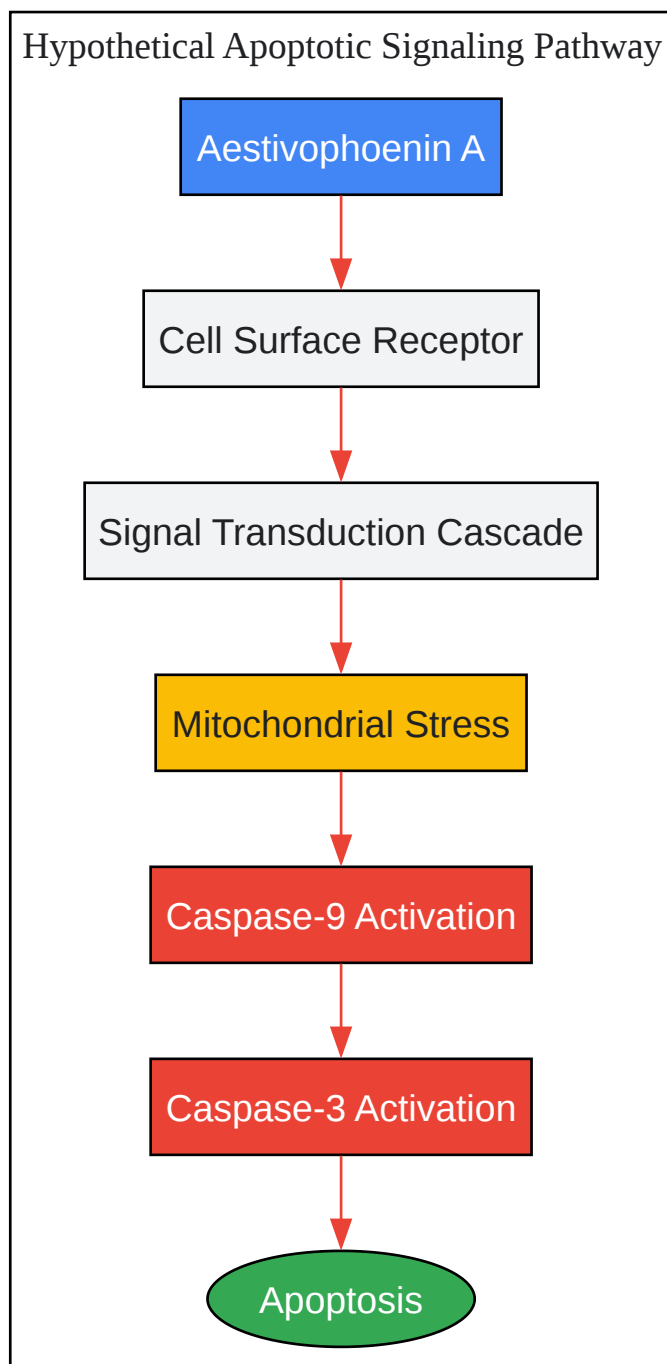 Hypothetical Apoptotic Signaling Pathway
Aestivophoenin A
Cell Surface Receptor
Signal Transduction Cascade
Mitochondrial Stress
Caspase-9 Activation
Caspase-3 Activation
Apoptosis